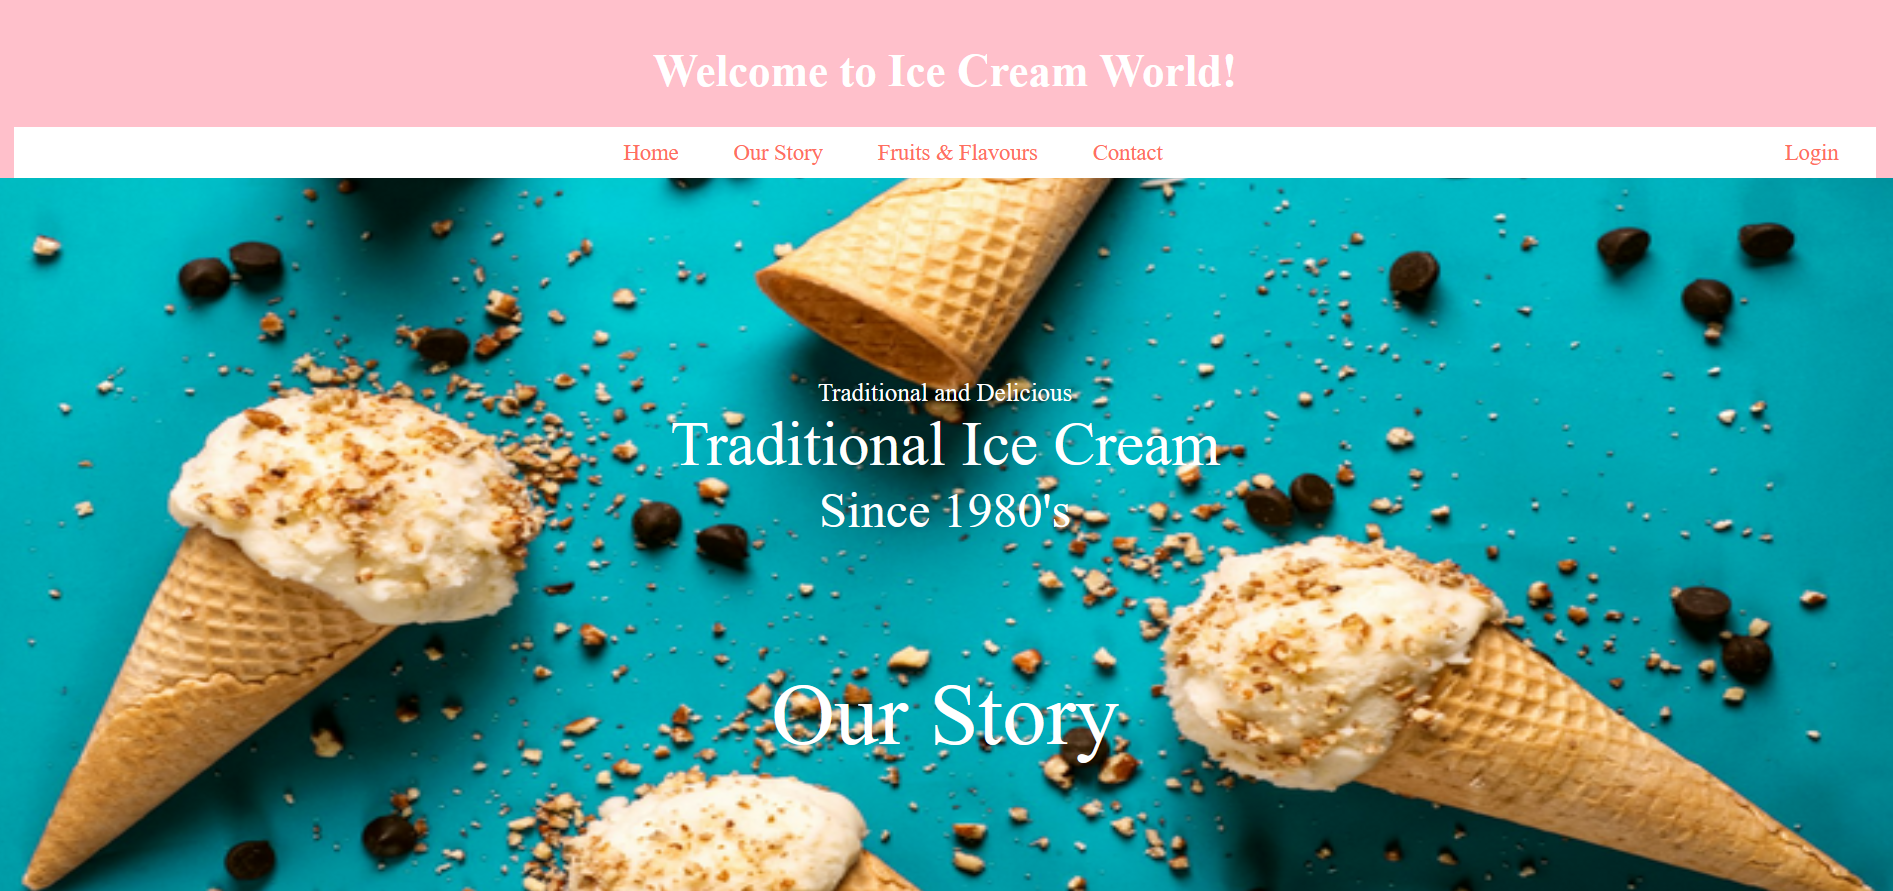 Welcome to Ice Cream World!
Home Our Story Fruits & Flavours Contact Login
Traditional and Delicious
Traditional Ice Cream
Since 1980's
Our Story